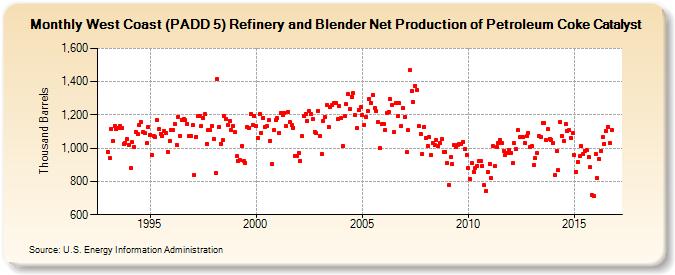 Monthly West Coast (PADD 5) Refinery and Blender Net Production of Petroleum Coke Catalyst
Thousand Barrels
1,600
1,400
1,200
1,000
800
600
1995 2000 2005 2010 2015
Source: U.S. Energy Information Administration